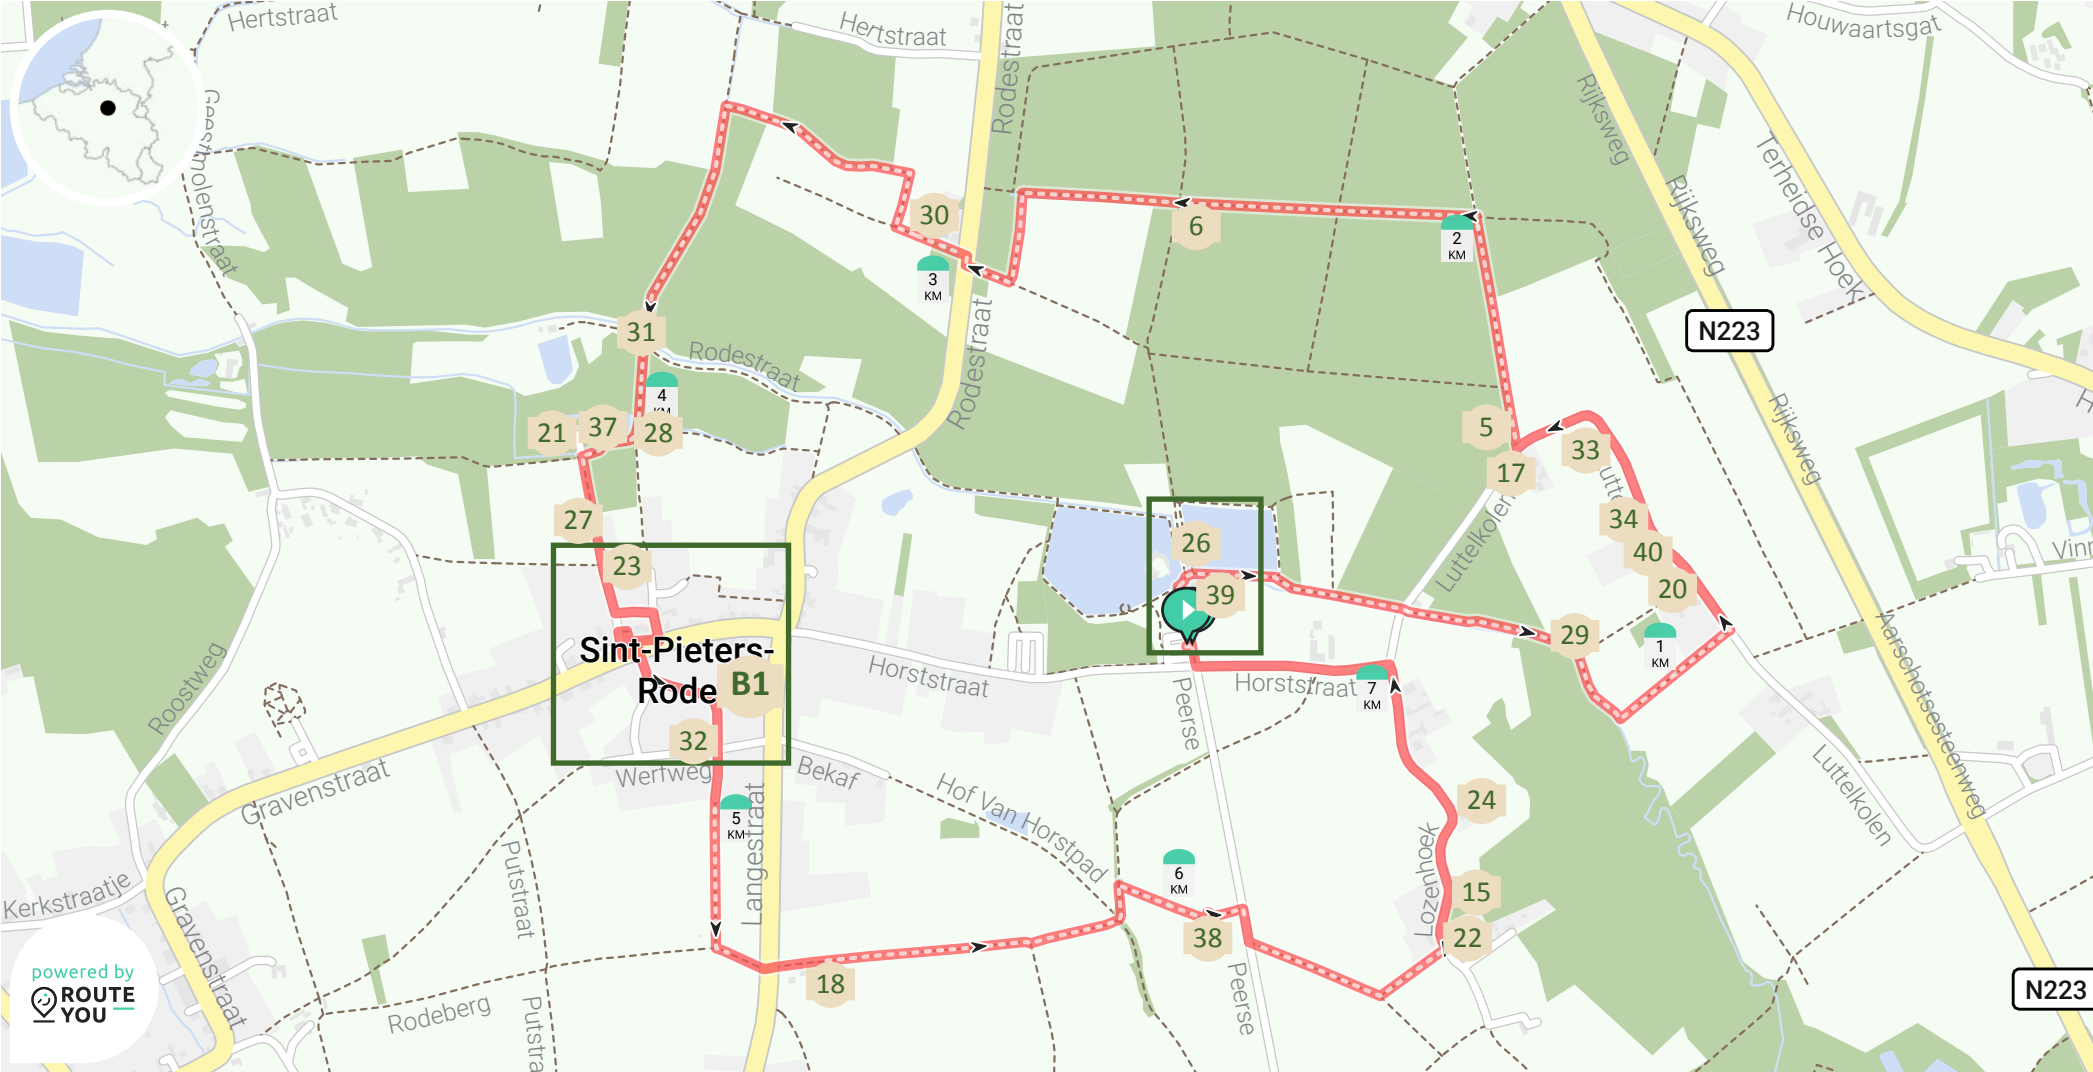 Hertstraat
Hertstraat
Rodestraat
Houwaartsgat
Rijksweg
Terheidse Hoek
Rijksweg
Geestmolenstraat
30
6
2
KM
3
KM
N223
31
Rodestraat
Rodestraat
4
KM
21
37
28
5
33
17
Rijksweg
27
34
40
20
Luttelkolen
26
39
23
29
1
KM
Aarschotsesteenweg
Sint-Pieters-
Rode
B1
Horststraat
Horststraat
7
KM
Peerse
Roostweg
32
Werfweg
Bekaf
Gravenstraat
Hof Van Horstpad
Luttelkolen
5
KM
Langestraat
24
Lozenhoek
6
KM
15
22
38
Putstraat
Kerkstraatje
Gravenstraat
18
Peerse
Rodeberg
N223
powered by
ROUTE
YOU